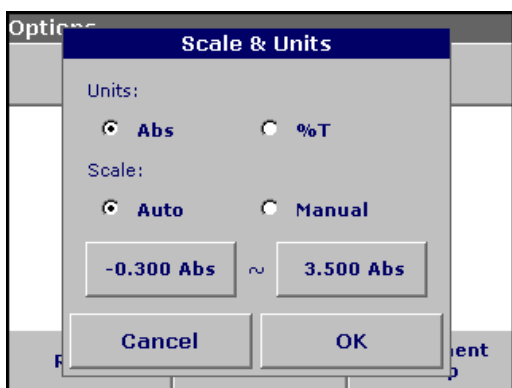 Scale & Units
Units:
Abs %T
Scale:
Auto Manual
-0.300 Abs ~ 3.500 Abs
Cancel OK